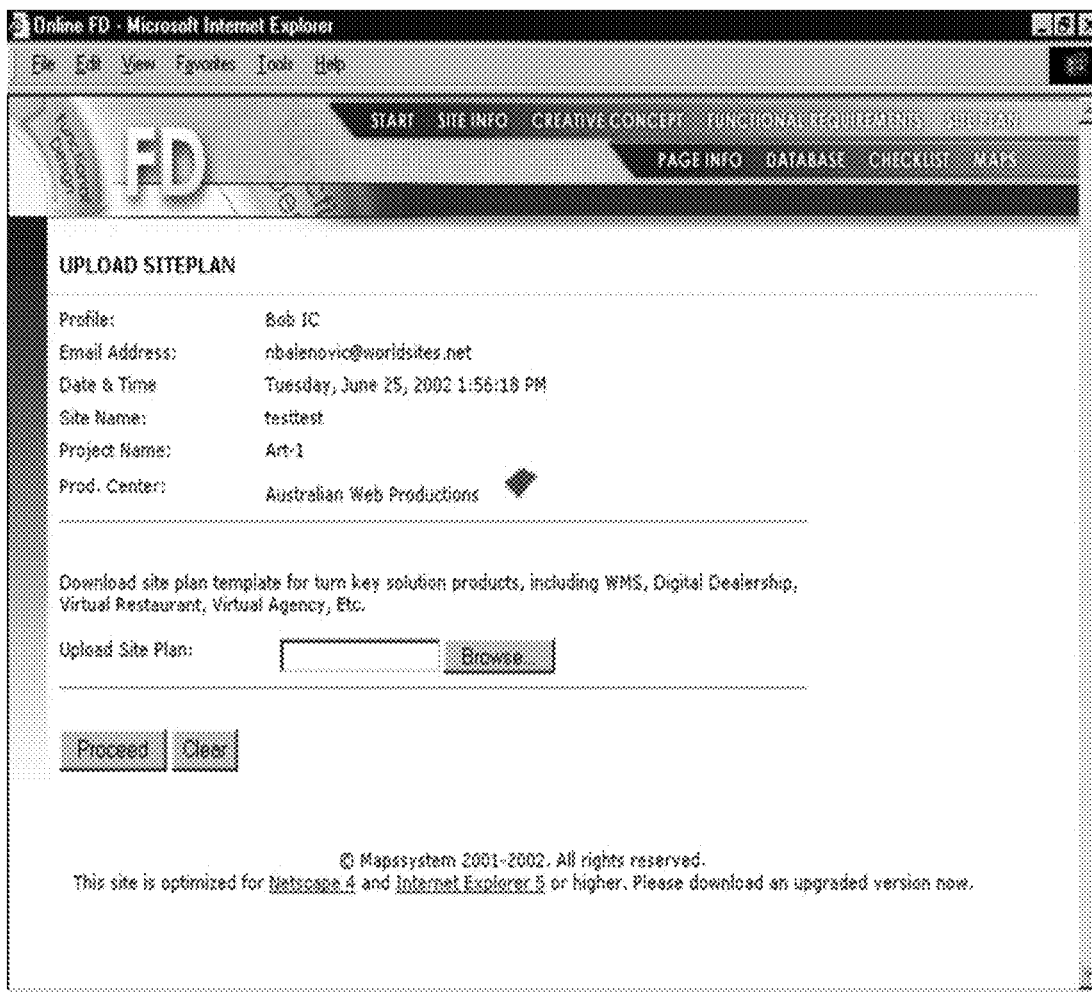 Online FD - Microsoft Internet Explorer
File Edit View Favorites Tools Help
FD
START SITE INFO CREATIVE CONCEPT FUNCTIONAL REQUIREMENTS SITE PLAN
PAGE INFO DATABASE CHECKLIST MAPS
UPLOAD SITEPLAN
Profile: Bob IC
Email Address: nbalenovic@worldsites.net
Date & Time Tuesday, June 25, 2002 1:56:18 PM
Site Name: testtest
Project Name: Art-1
Prod. Center: Australian Web Productions
Download site plan template for turn key solution products, including WMS, Digital Dealership,
Virtual Restaurant, Virtual Agency, Etc.
Upload Site Plan: Browse...
Proceed Clear
© Mapssystem 2001-2002. All rights reserved.
This site is optimized for Netscape 4 and Internet Explorer 5 or higher. Please download an upgraded version now.